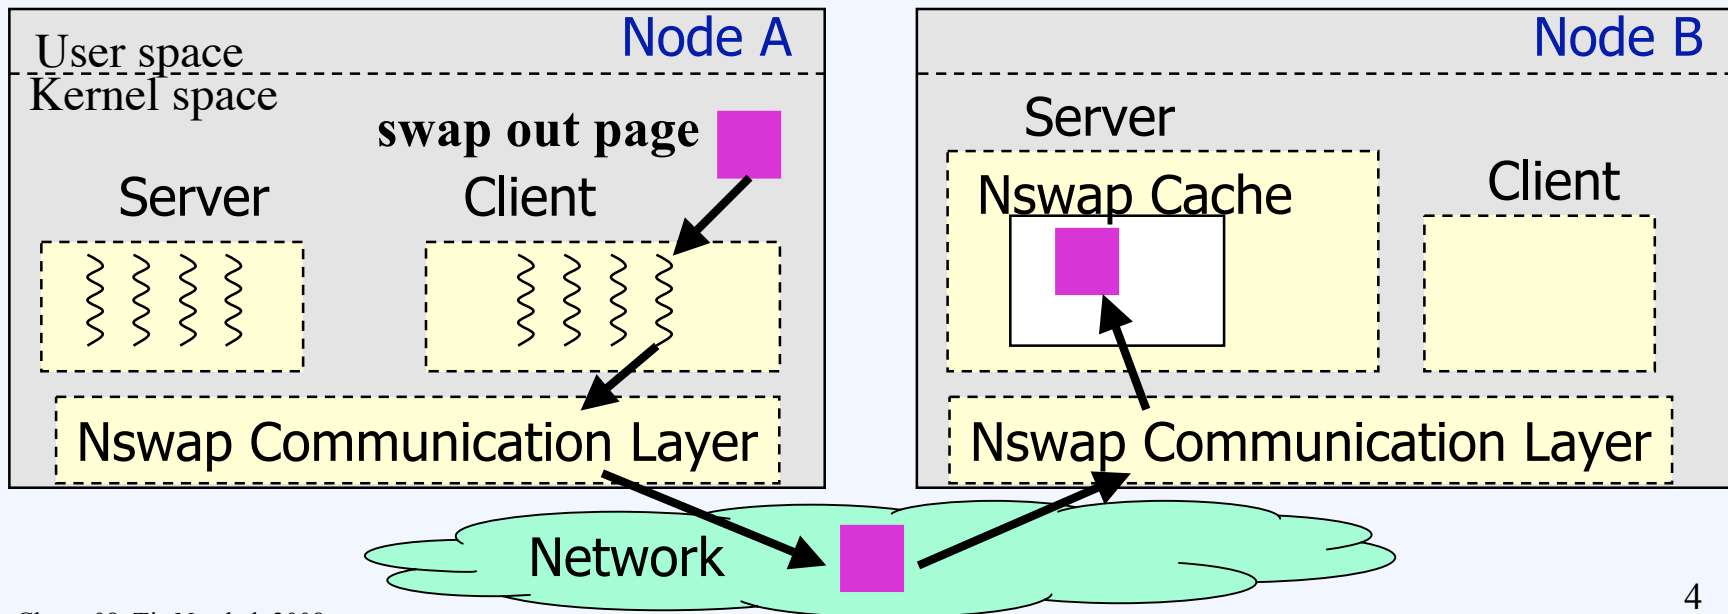 User space
Node A
Kernel space
swap out page
Server
Client
Nswap Communication Layer
Node B
Server
Nswap Cache
Client
Nswap Communication Layer
Network
4